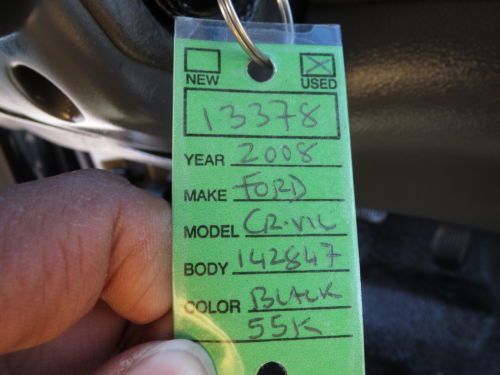 NEW USED
13378
YEAR 2008
MAKE FORD
MODEL CR.VIC
BODY 142847
COLOR BLACK
55K